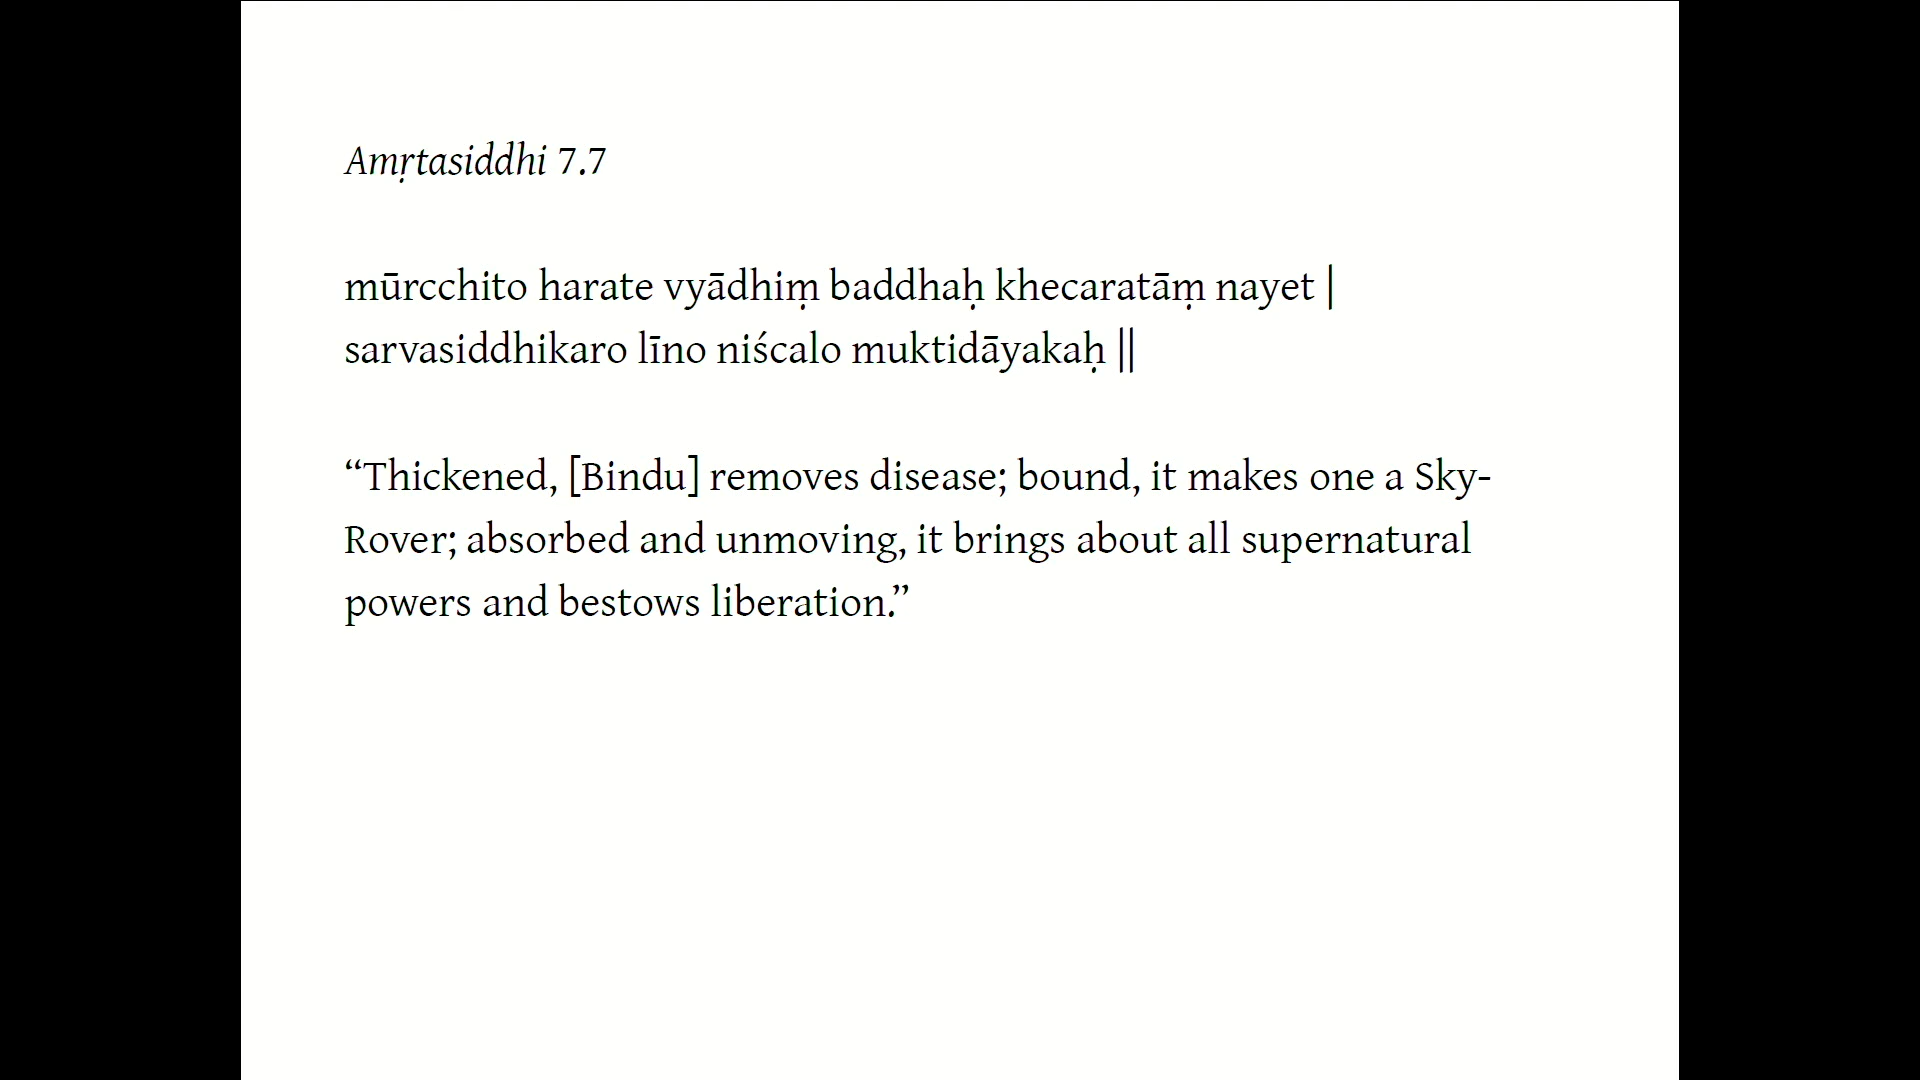 Amṛtasiddhi 7.7
mūrcchito harate vyādhiṃ baddhaḥ khecaratāṃ nayet |
sarvasiddhikaro līno niścalo muktidāyakaḥ ||
“Thickened, [Bindu] removes disease; bound, it makes one a Sky-
Rover; absorbed and unmoving, it brings about all supernatural
powers and bestows liberation.”